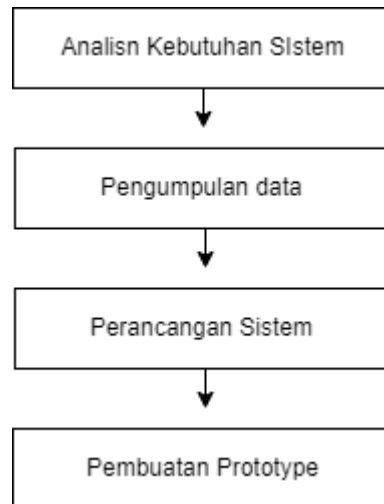 Analisn Kebutuhan SIstem
Pengumpulan data
Perancangan Sistem
Pembuatan Prototype